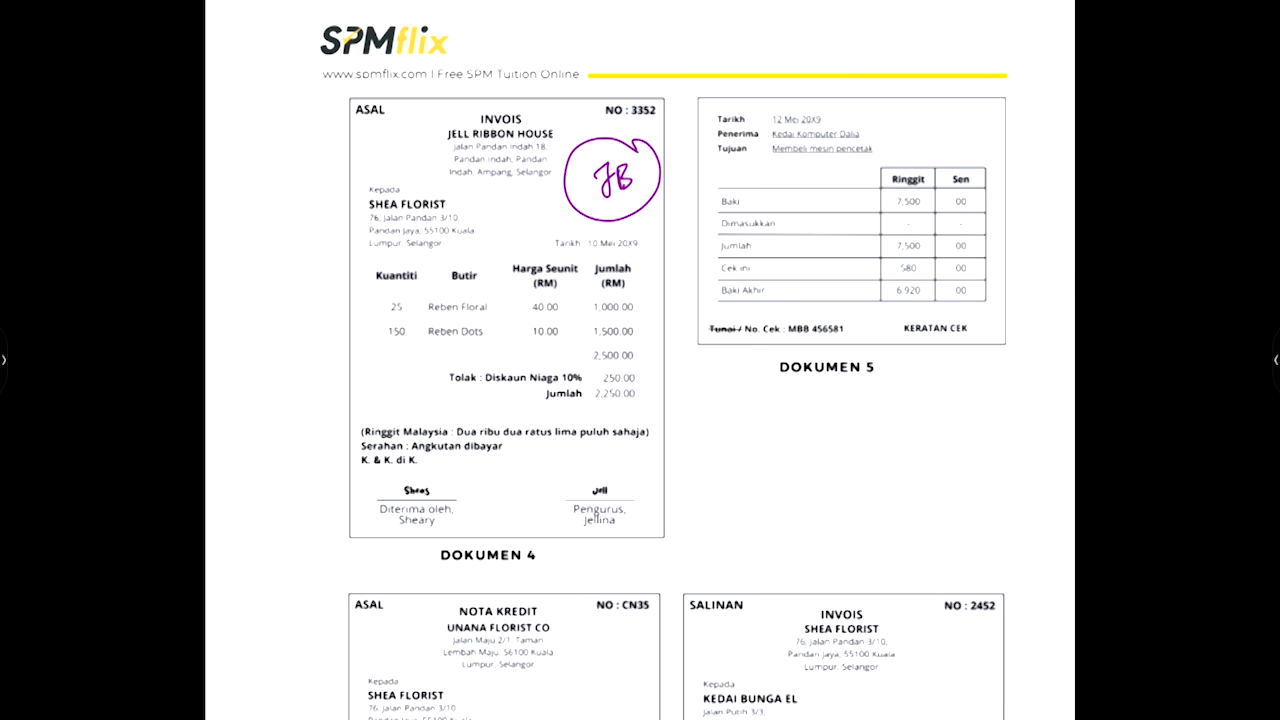 SPMflix
www.spmflix.com | Free SPM Tuition Online
ASAL
NO : 3352
INVOIS
JELL RIBBON HOUSE
Jalan Pandan Indah 18,
Pandan Indah, Pandan
Indah, Ampang, Selangor
JB
Kepada
SHEA FLORIST
76, Jalan Pandan 3/10,
Pandan Jaya, 55100 Kuala
Lumpur, Selangor
Tarikh 10 Mei 20X9
Kuantiti Butir Harga Seunit (RM) Jumlah (RM)
25 Reben Floral 40.00 1,000.00
150 Reben Dots 10.00 1,500.00
2,500.00
Tolak : Diskaun Niaga 10% 250.00
Jumlah 2,250.00
(Ringgit Malaysia : Dua ribu dua ratus lima puluh sahaja)
Serahan : Angkutan dibayar
K. & K. di K.
Jell
Diterima oleh,
Sheary
Pengurus,
Jellina
DOKUMEN 4
Tarikh 12 Mei 20X9
Penerima Kedai Komputer Dalia
Tujuan Membeli mesin pencetak
Ringgit Sen
Baki 7,500 00
Dimasukkan - -
Jumlah 7,500 00
Cek ini 580 00
Baki Akhir 6,920 00
Tunai / No. Cek : MBB 456581 KERATAN CEK
DOKUMEN 5
ASAL
NO : CN35
NOTA KREDIT
UNANA FLORIST CO
Jalan Maju 2/1, Taman
Lembah Maju, 56100 Kuala
Lumpur, Selangor
Kepada
SHEA FLORIST
76, Jalan Pandan 3/10
SALINAN
NO : 2452
INVOIS
SHEA FLORIST
76, Jalan Pandan 3/10,
Pandan Jaya, 55100 Kuala
Lumpur, Selangor
Kepada
KEDAI BUNGA EL
Jalan Putih 3/3,